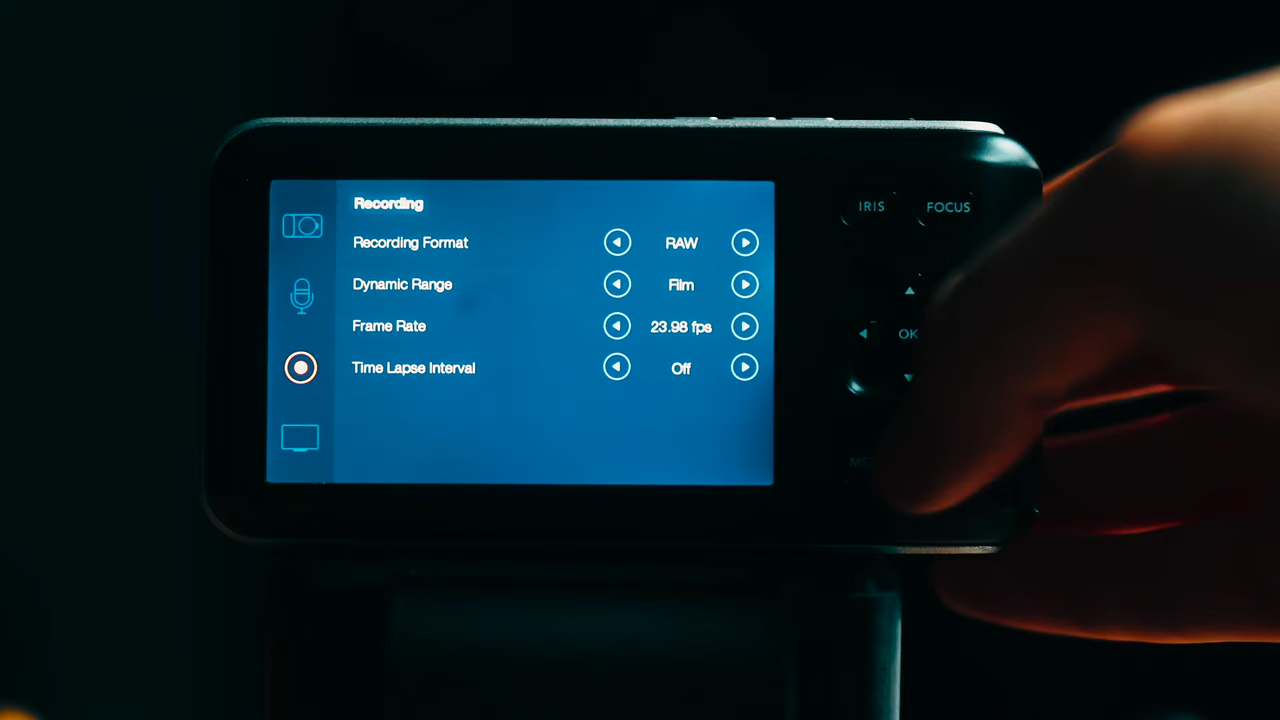 Recording
Recording Format RAW
Dynamic Range Film
Frame Rate 23.98 fps
Time Lapse Interval Off
IRIS FOCUS
OK